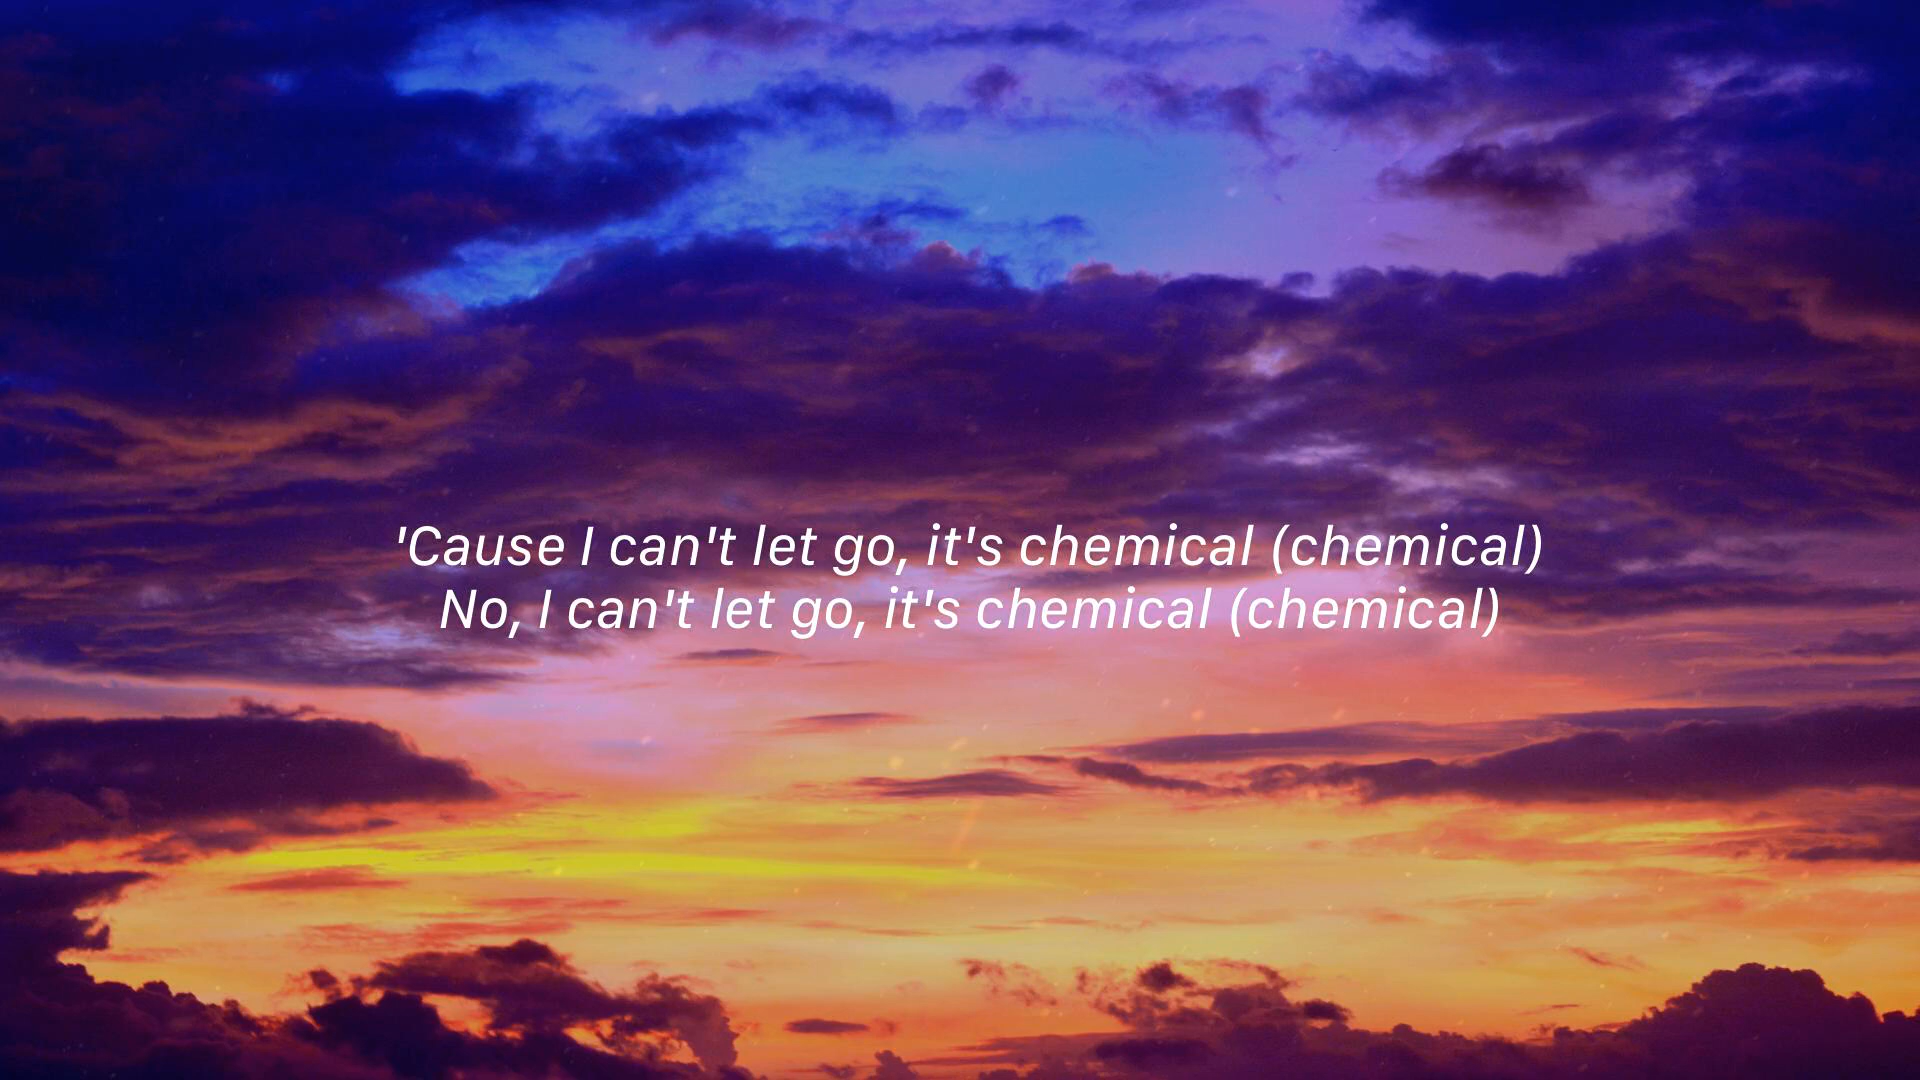 'Cause I can't let go, it's chemical (chemical)
No, I can't let go, it's chemical (chemical)